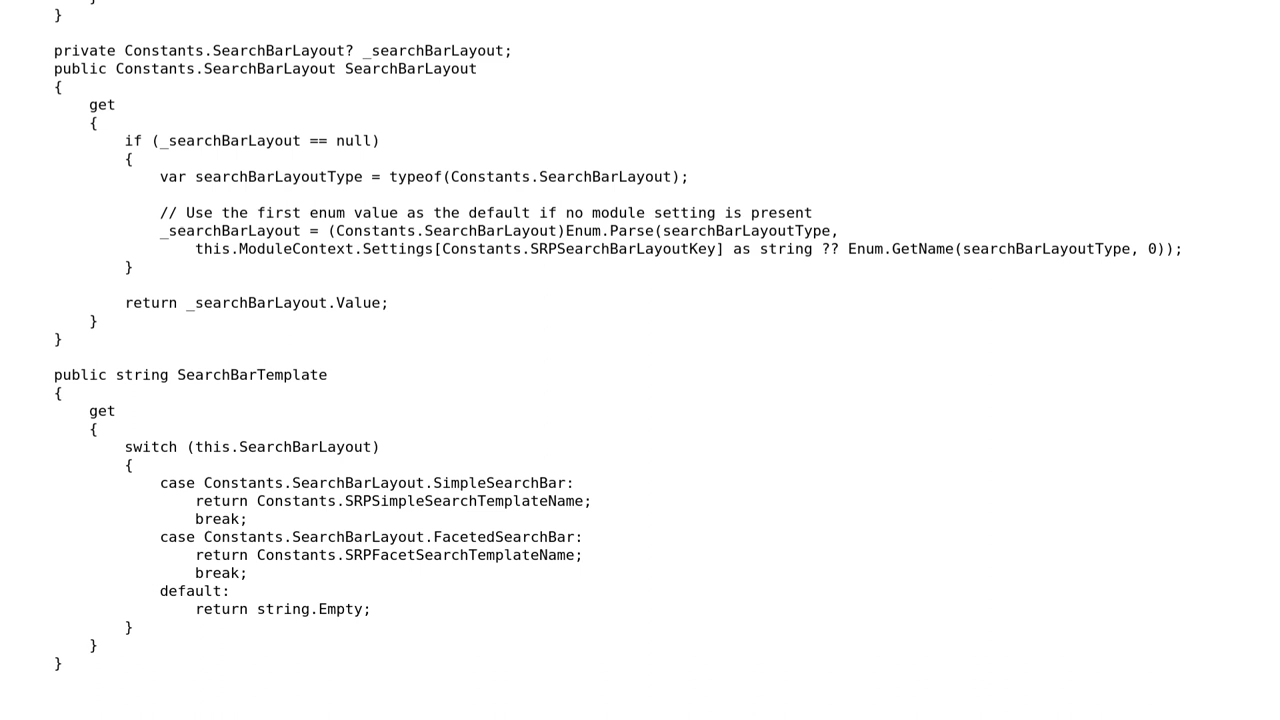 }

private Constants.SearchBarLayout? _searchBarLayout;
public Constants.SearchBarLayout SearchBarLayout
{
    get
    {
        if (_searchBarLayout == null)
        {
            var searchBarLayoutType = typeof(Constants.SearchBarLayout);

            // Use the first enum value as the default if no module setting is present
            _searchBarLayout = (Constants.SearchBarLayout)Enum.Parse(searchBarLayoutType,
                this.ModuleContext.Settings[Constants.SRPSearchBarLayoutKey] as string ?? Enum.GetName(searchBarLayoutType, 0));
        }

        return _searchBarLayout.Value;
    }
}

public string SearchBarTemplate
{
    get
    {
        switch (this.SearchBarLayout)
        {
            case Constants.SearchBarLayout.SimpleSearchBar:
                return Constants.SRPSimpleSearchTemplateName;
                break;
            case Constants.SearchBarLayout.FacetedSearchBar:
                return Constants.SRPFacetSearchTemplateName;
                break;
            default:
                return string.Empty;
        }
    }
}